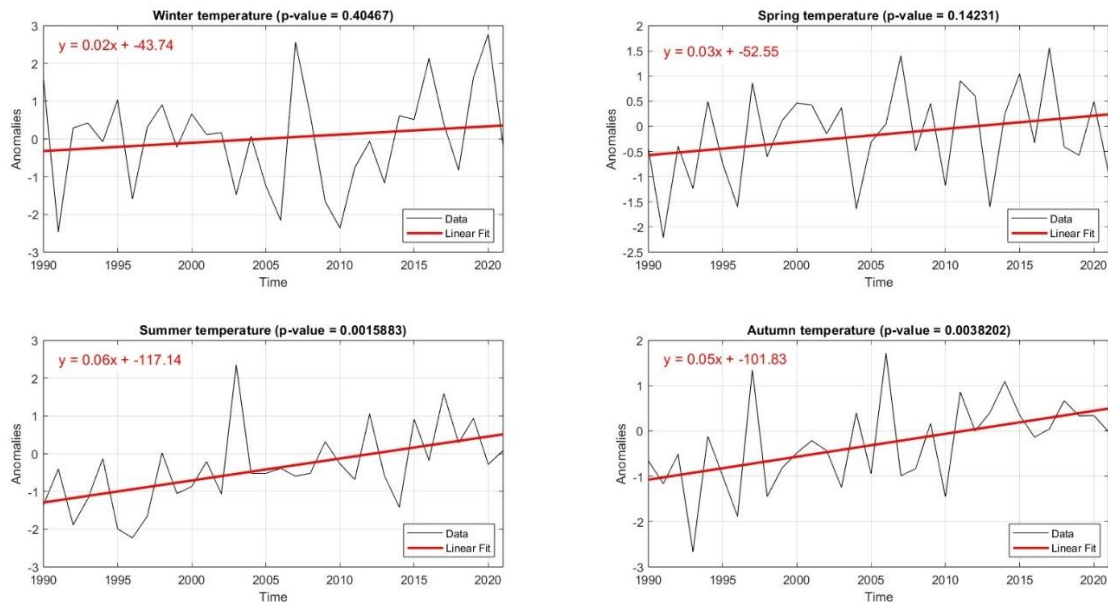 Winter temperature (p-value = 0.40467)
y = 0.02x + -43.74
3
2
1
0
-1
-2
-3
Anomalies
Data
Linear Fit
1990 1995 2000 2005 2010 2015 2020
Time
Spring temperature (p-value = 0.14231)
y = 0.03x + -52.55
2
1.5
1
0.5
0
-0.5
-1
-1.5
-2
-2.5
Anomalies
Data
Linear Fit
1990 1995 2000 2005 2010 2015 2020
Time
Summer temperature (p-value = 0.0015883)
y = 0.06x + -117.14
3
2
1
0
-1
-2
-3
Anomalies
Data
Linear Fit
1990 1995 2000 2005 2010 2015 2020
Time
Autumn temperature (p-value = 0.0038202)
y = 0.05x + -101.83
2
1
0
-1
-2
-3
Anomalies
Data
Linear Fit
1990 1995 2000 2005 2010 2015 2020
Time